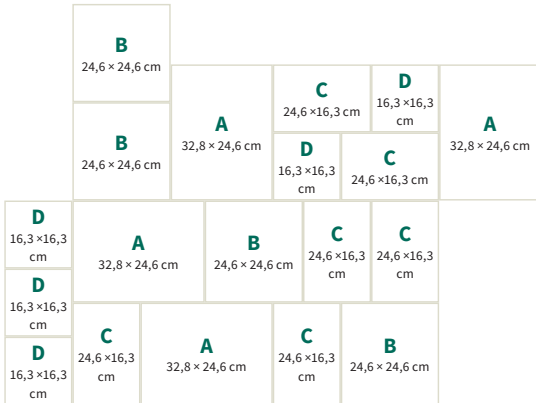 B
24,6 × 24,6 cm
B
24,6 × 24,6 cm
A
32,8 × 24,6 cm
C
24,6 ×16,3 cm
D
16,3 ×16,3
cm
D
16,3 ×16,3
cm
C
24,6 ×16,3 cm
A
32,8 × 24,6 cm
D
16,3 ×16,3
cm
A
32,8 × 24,6 cm
B
24,6 × 24,6 cm
C
24,6 ×16,3
cm
C
24,6 ×16,3
cm
D
16,3 ×16,3
cm
D
16,3 ×16,3
cm
C
24,6 ×16,3
cm
A
32,8 × 24,6 cm
C
24,6 ×16,3
cm
B
24,6 × 24,6 cm